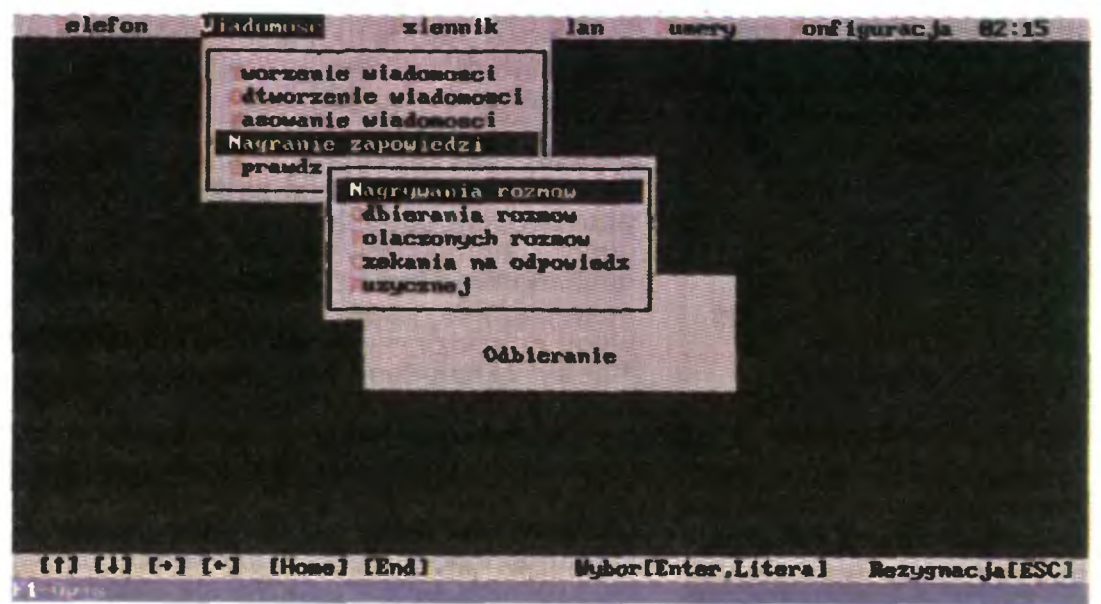 elefon Wiadomosc ziennik lan umery onfiguracja 02:15
worzenie wiadomosci
dtworzenie wiadomosci
asowanie wiadomosci
Nagranie zapowiedzi
prawdz
Nagrywania rozmow
dbierania rozmow
olaczonych rozmow
zekania na odpowiedz
uzycznej
Odbieranie
[↑] [↓] [→] [←] [Home] [End] Wybor[Enter,Litera] Rezygnacja[ESC]